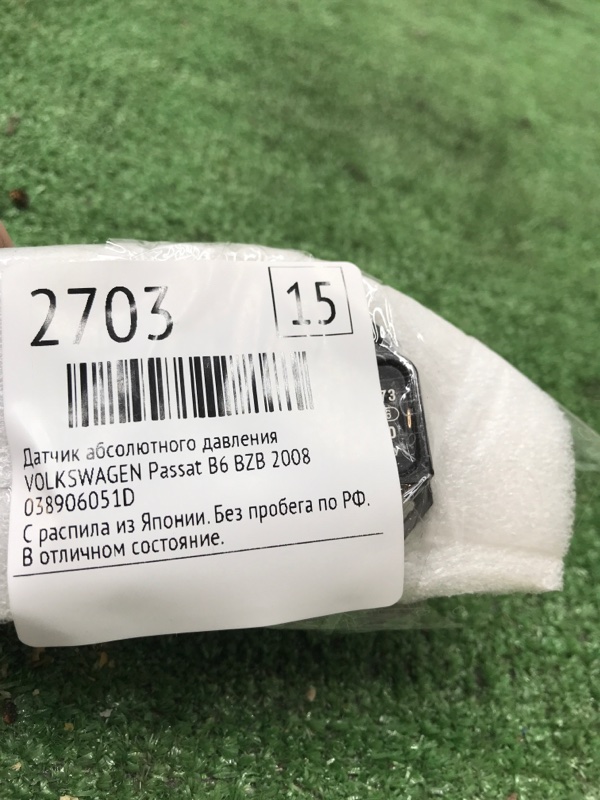 2703
15
Датчик абсолютного давления
VOLKSWAGEN Passat B6 BZB 2008
038906051D
С распила из Японии. Без пробега по РФ.
В отличном состояние.
73